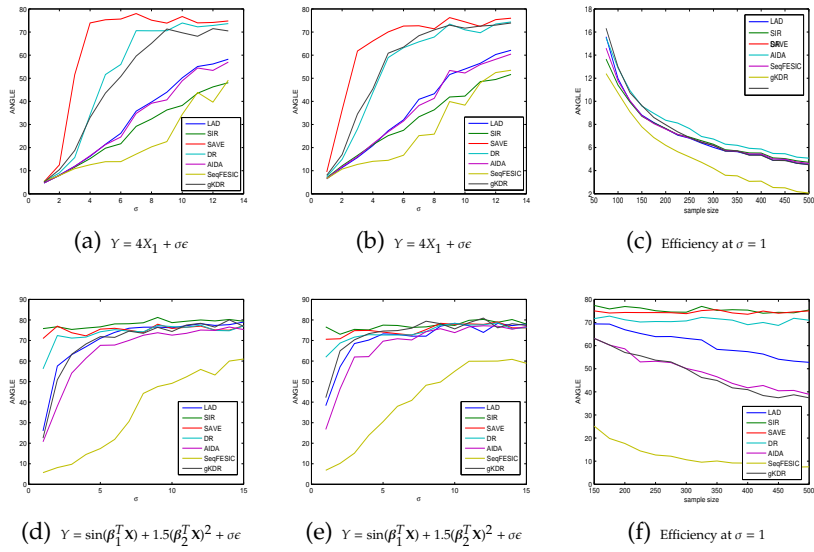 80
70
60
50
40
30
20
10
0
ANGLE
0 2 4 6 8 10 12 14
σ
LAD
SIR
SAVE
DR
AIDA
SeqFESIC
gKDR
(a) Y = 4X₁ + σϵ
80
70
60
50
40
30
20
10
0
ANGLE
0 2 4 6 8 10 12 14
σ
LAD
SIR
SAVE
DR
AIDA
SeqFESIC
gKDR
(b) Y = 4X₁ + σϵ
18
16
14
12
10
8
6
4
2
ANGLE
50 100 150 200 250 300 350 400 450 500
sample size
LAD
SIR
SAVE
AIDA
SeqFESIC
gKDR
(c) Efficiency at σ = 1
90
80
70
60
50
40
30
20
10
0
ANGLE
0 5 10 15
σ
LAD
SIR
SAVE
DR
AIDA
SeqFESIC
gKDR
(d) Y = sin(β₁ᵀX) + 1.5(β₂ᵀX)² + σϵ
90
80
70
60
50
40
30
20
10
0
ANGLE
0 5 10 15
σ
LAD
SIR
SAVE
DR
AIDA
SeqFESIC
gKDR
(e) Y = sin(β₁ᵀX) + 1.5(β₂ᵀX)² + σϵ
80
70
60
50
40
30
20
10
0
ANGLE
150 200 250 300 350 400 450 500
sample size
LAD
SIR
SAVE
DR
AIDA
SeqFESIC
gKDR
(f) Efficiency at σ = 1